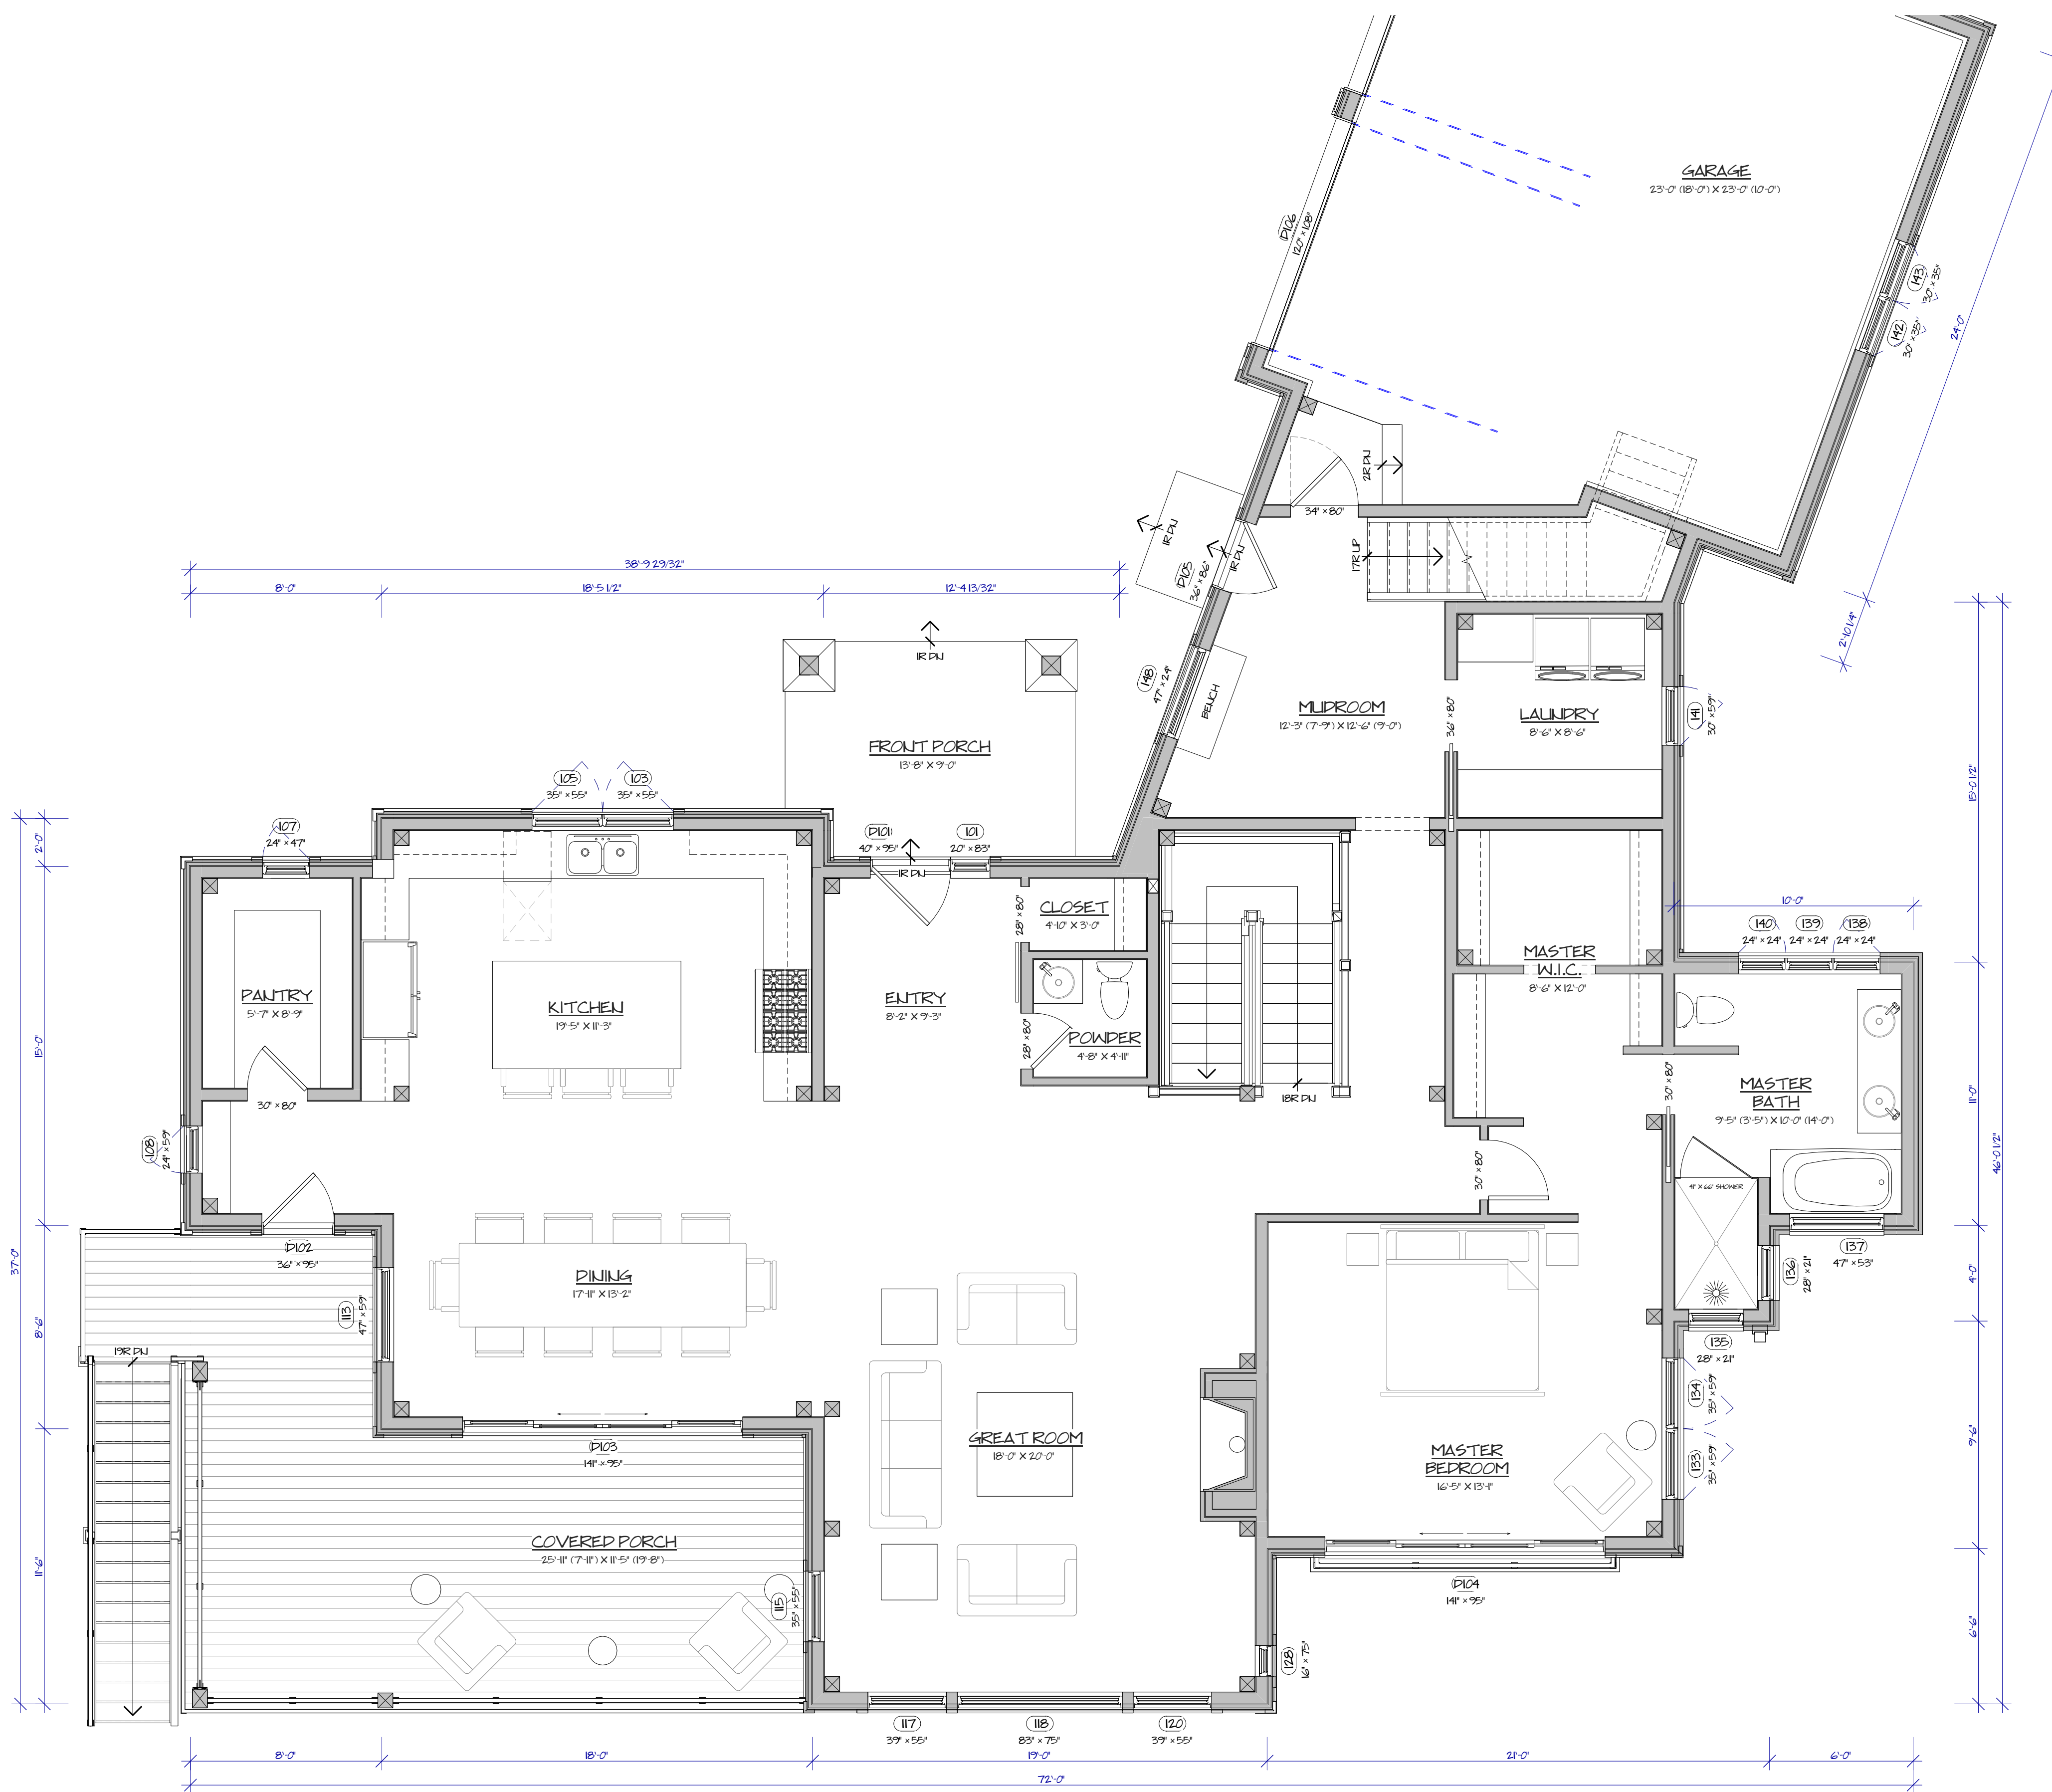 GARAGE
23'-0" (18'-0") X 23'-0" (10'-0")
D106
120" x 108"
143
30" x 35"
142
30" x 35"
24'-0"
2'-10 1/4"
2R DN
34" x 80"
17R UP
1R DN
1R DN
D105
36" x 86"
38'-9 29/32"
8'-0"
18'-5 1/2"
12'-4 13/32"
1R DN
148
47" x 24"
BENCH
MUDROOM
12'-3" (7'-9") X 12'-6" (9'-0")
36" x 80"
LAUNDRY
8'-6" X 8'-6"
141
30" x 59"
FRONT PORCH
13'-8" X 9'-0"
105
35" x 55"
103
35" x 55"
107
24" x 47"
D101
40" x 95"
101
20" x 83"
1R DN
15'-0 1/2"
2'-0"
10'-0"
140
139
138
24" x 24"
24" x 24"
24" x 24"
28" x 80"
CLOSET
4'-10" X 3'-0"
PANTRY
5'-7" X 8'-9"
KITCHEN
19'-5" X 11'-3"
ENTRY
8'-2" X 9'-3"
MASTER
W.I.C.
8'-6" X 12'-0"
28" x 80"
POWDER
4'-8" X 4'-11"
15'-0"
11'-0"
30" x 80"
18R DN
30" x 80"
MASTER
BATH
9'-5" (3'-5") X 10'-0" (14'-0")
108
24" x 59"
30" x 80"
41" X 66" SHOWER
46'-0 1/2"
37'-0"
D102
36" x 95"
137
47" x 53"
136
28" x 21"
4'-0"
DINING
17'-11" X 13'-2"
113
47" x 59"
8'-6"
19R DN
135
28" x 21"
134
35" x 59"
133
35" x 59"
9'-6"
D103
141" x 95"
GREAT ROOM
18'-0" X 20'-0"
MASTER
BEDROOM
16'-5" X 13'-1"
COVERED PORCH
25'-11" (7'-11") X 11'-5" (19'-8")
11'-6"
115
35" x 55"
D104
141" x 95"
6'-6"
128
16" x 75"
117
39" x 55"
118
83" x 75"
120
39" x 55"
8'-0"
18'-0"
19'-0"
21'-0"
6'-0"
72'-0"